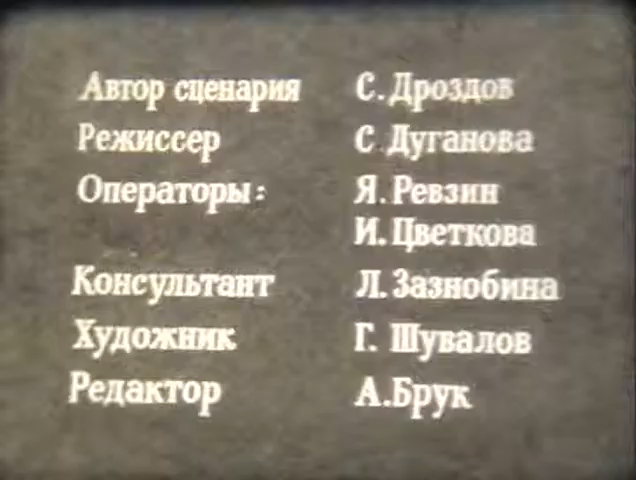 Автор сценария С. Дроздов
Режиссер С Дуганова
Операторы: Я. Ревзин
И. Цветкова
Консультант Л. Зазнобина
Художник Г. Шувалов
Редактор А. Брук